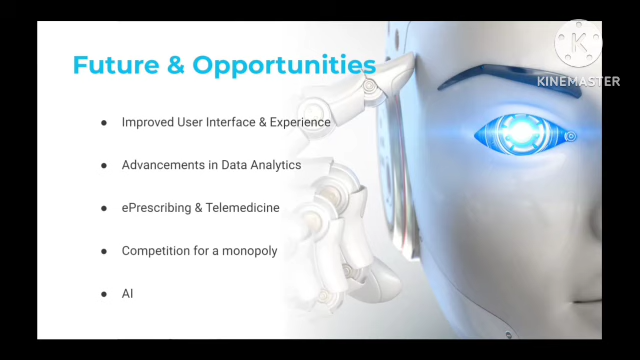 K
KINEMASTER
Future & Opportunities
● Improved User Interface & Experience
● Advancements in Data Analytics
● ePrescribing & Telemedicine
● Competition for a monopoly
● AI